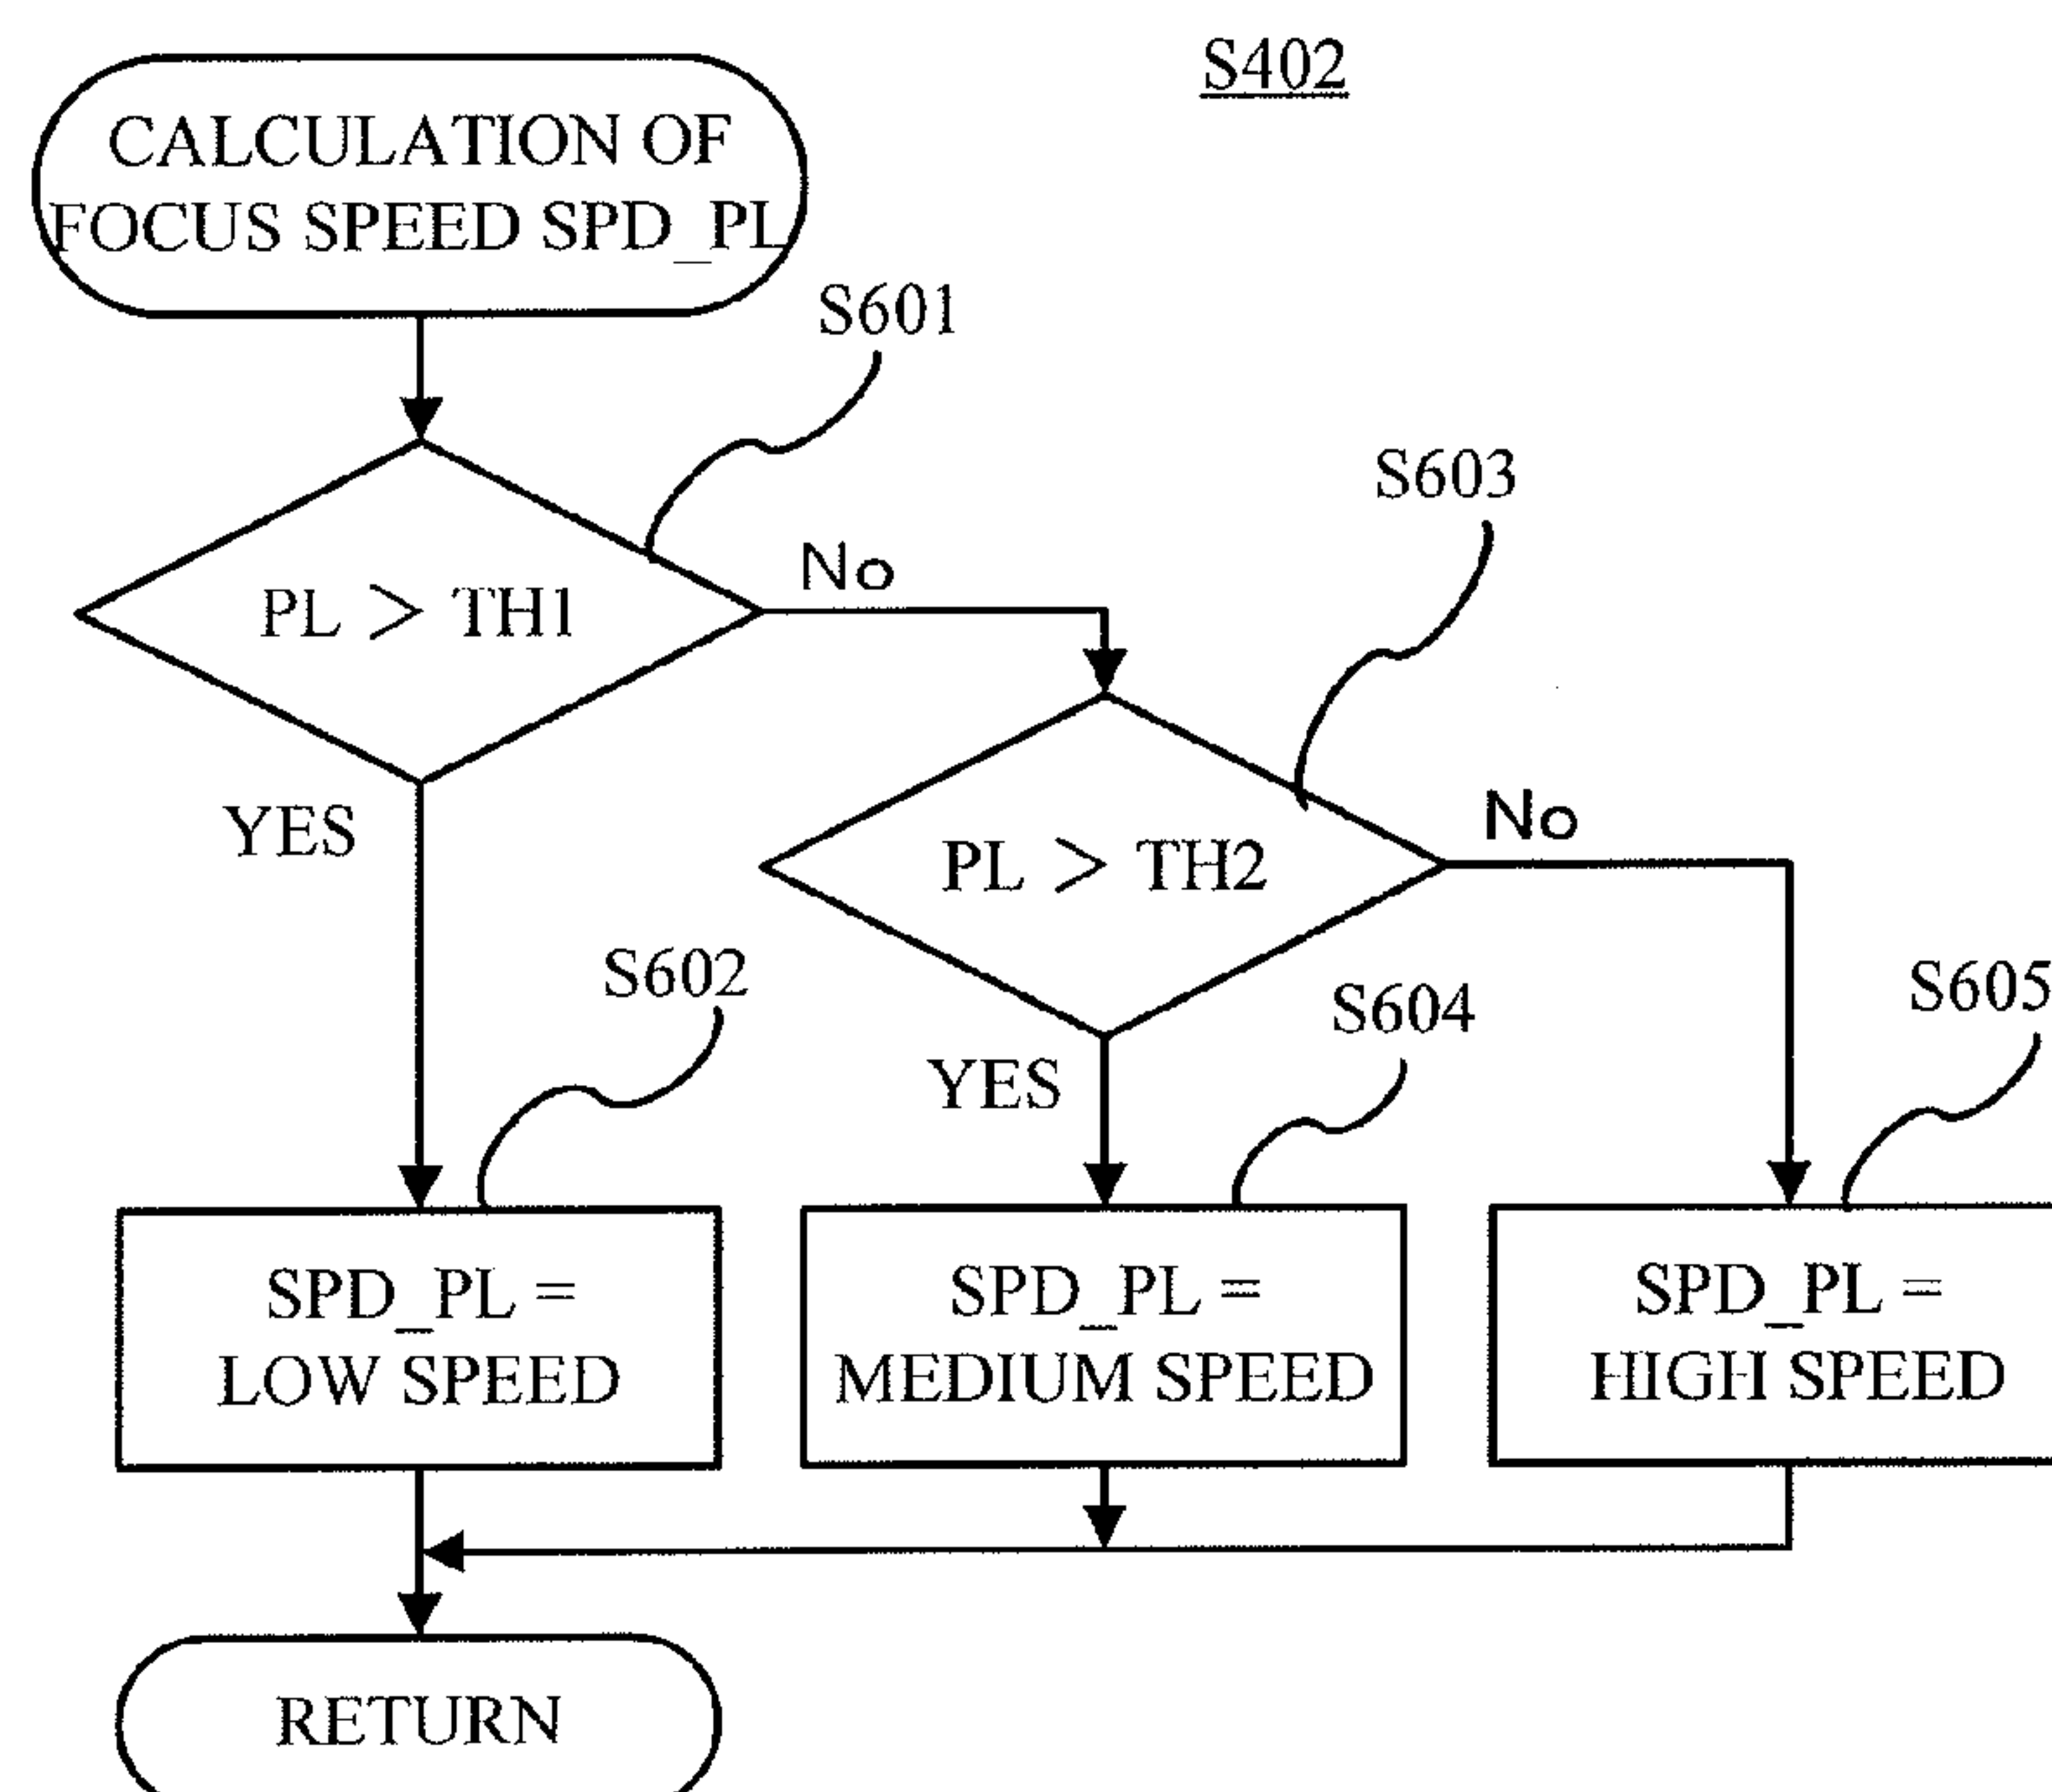 S402
CALCULATION OF
FOCUS SPEED SPD_PL
S601
S603
PL > TH1
No
YES
PL > TH2
No
YES
S602
S604
S605
SPD_PL =
LOW SPEED
SPD_PL =
MEDIUM SPEED
SPD_PL =
HIGH SPEED
RETURN